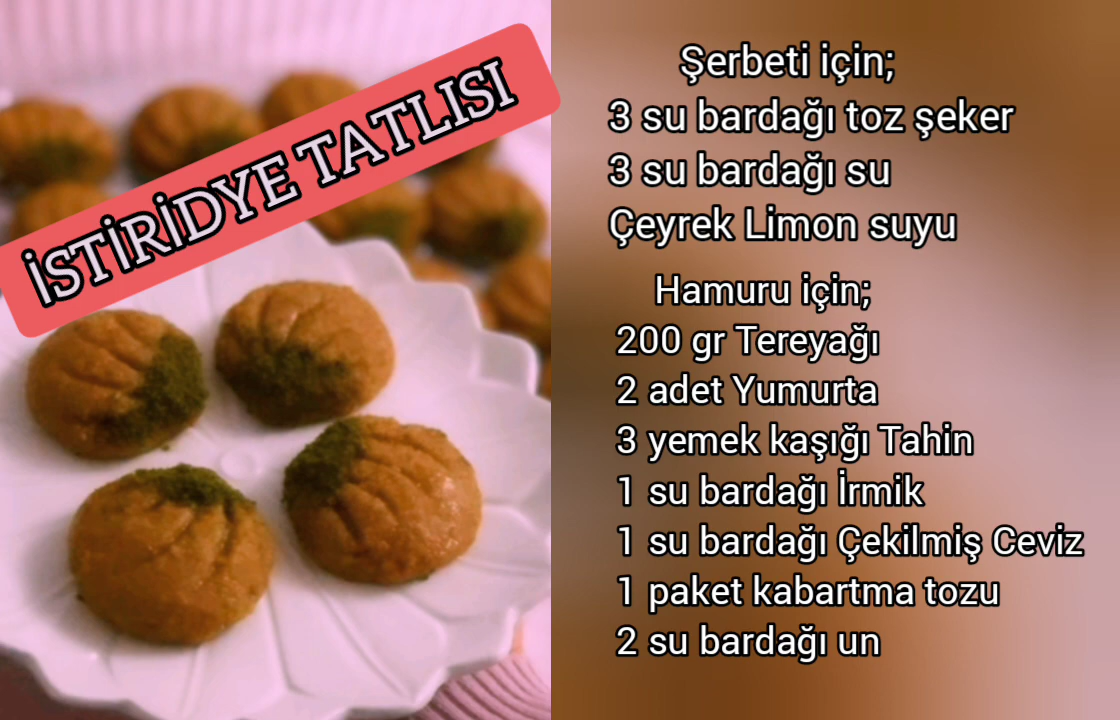 İSTİRİDYE TATLISI
Şerbeti için;
3 su bardağı toz şeker
3 su bardağı su
Çeyrek Limon suyu
Hamuru için;
200 gr Tereyağı
2 adet Yumurta
3 yemek kaşığı Tahin
1 su bardağı İrmik
1 su bardağı Çekilmiş Ceviz
1 paket kabartma tozu
2 su bardağı un